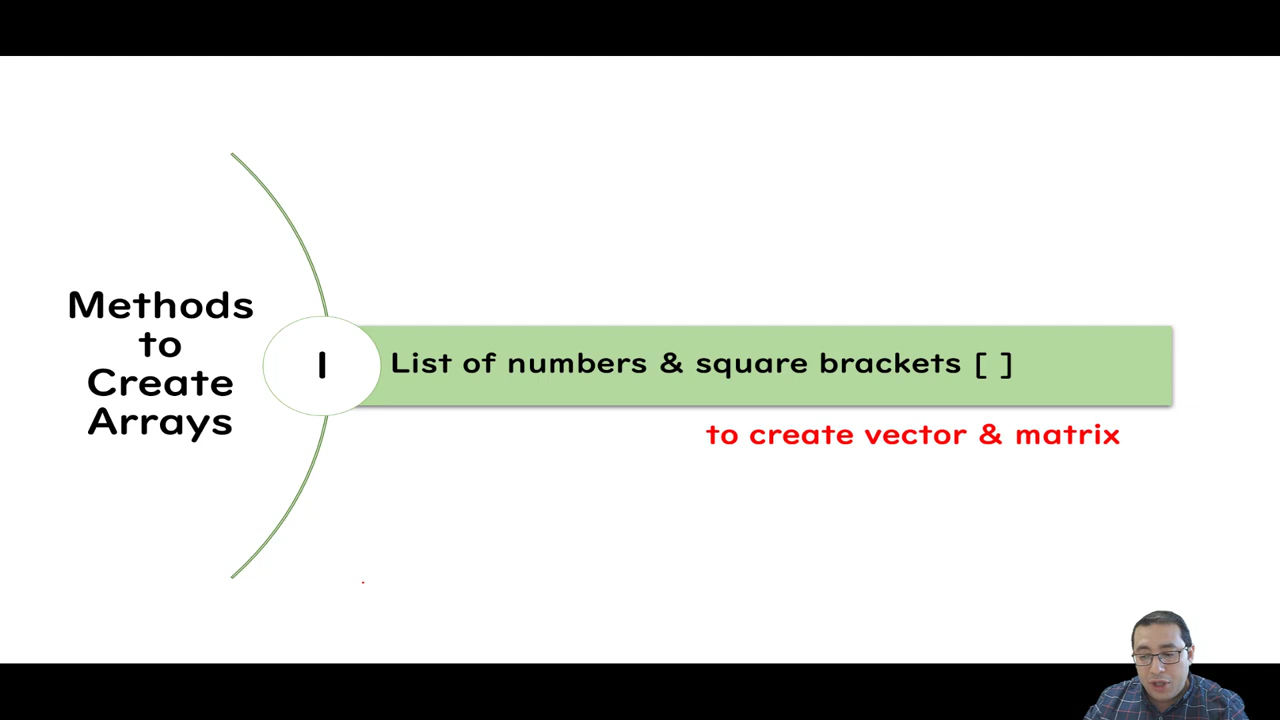 Methods
to
Create
Arrays
1
List of numbers & square brackets [ ]
to create vector & matrix